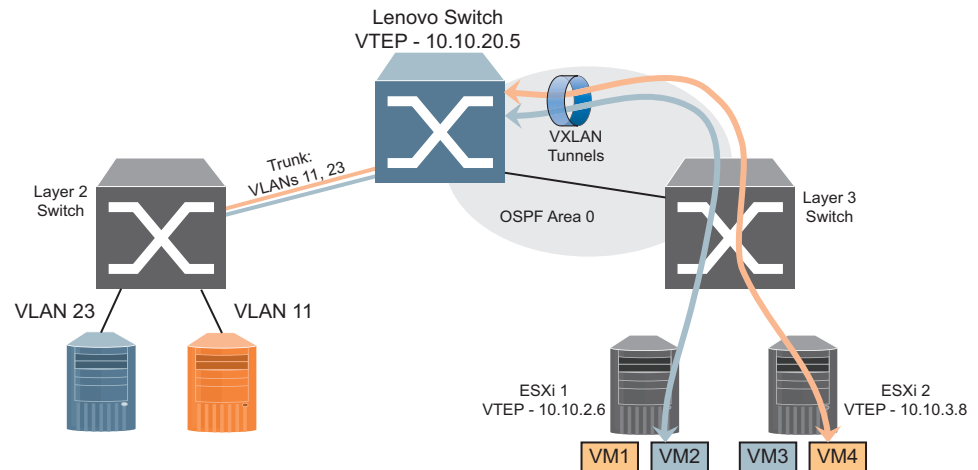 Lenovo Switch
VTEP - 10.10.20.5
VXLAN
Tunnels
Trunk:
VLANs 11, 23
Layer 2
Switch
Layer 3
Switch
OSPF Area 0
VLAN 23
VLAN 11
ESXi 1
VTEP - 10.10.2.6
ESXi 2
VTEP - 10.10.3.8
VM1
VM2
VM3
VM4